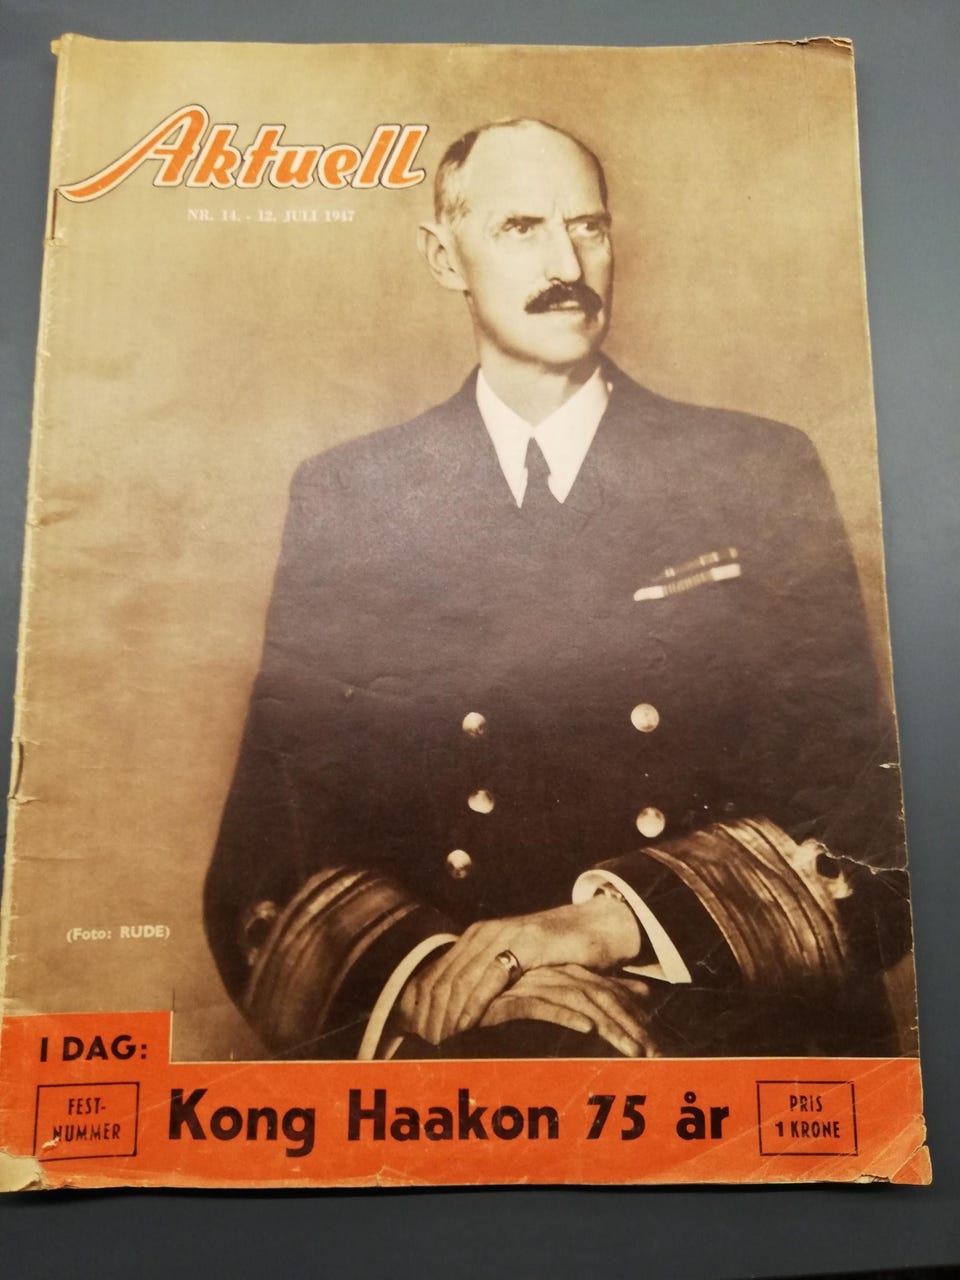 Aktuell
NR. 14. - 12. JULI 1947
(Foto: RUDE)
I DAG:
FEST-
NUMMER
Kong Haakon 75 år
PRIS
1 KRONE